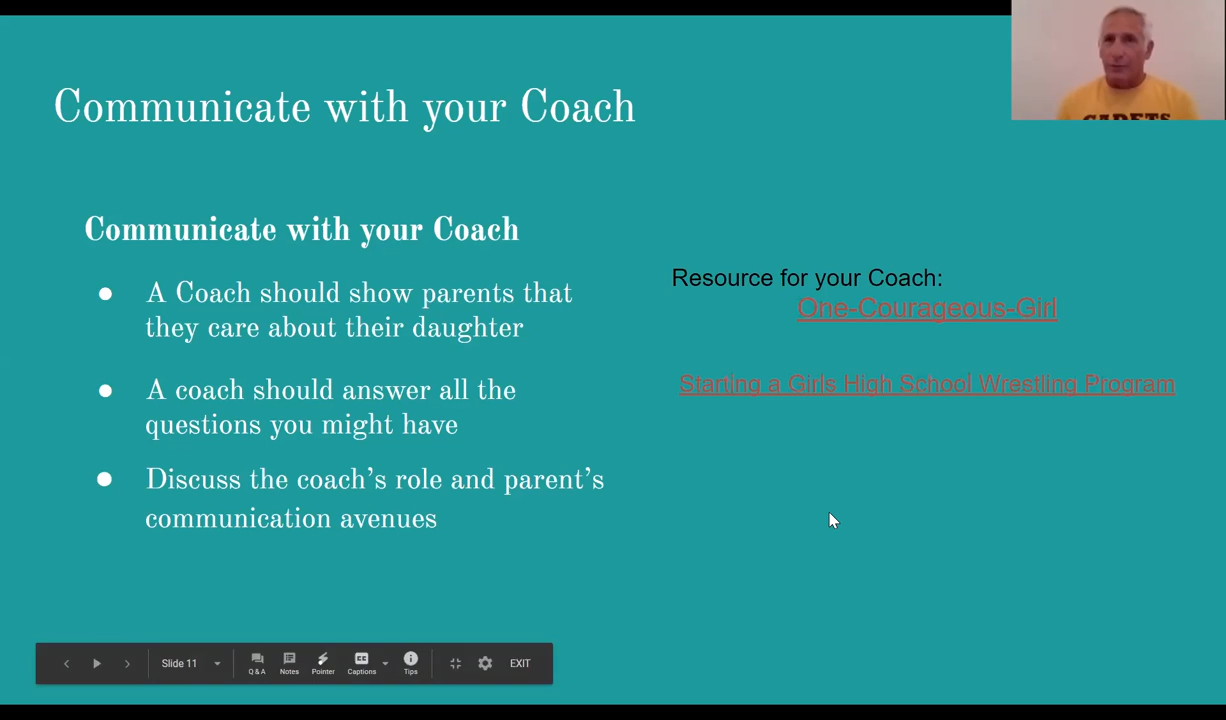 Communicate with your Coach
CADETS
Communicate with your Coach
● A Coach should show parents that
they care about their daughter
● A coach should answer all the
questions you might have
● Discuss the coach’s role and parent’s
communication avenues
Resource for your Coach:
One-Courageous-Girl
Starting a Girls High School Wrestling Program
Slide 11
Q & A
Notes
Pointer
CC
Captions
Tips
EXIT